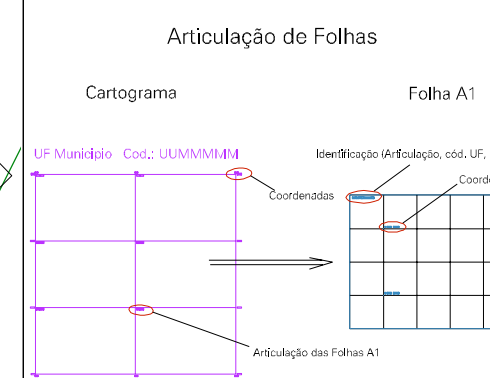 Articulação de Folhas
Cartograma
Folha A1
UF Municipio Cod.: UUMMMMM
Identificação (Articulação, cód. UF,
Coordenadas
Coord
Articulação das Folhas A1